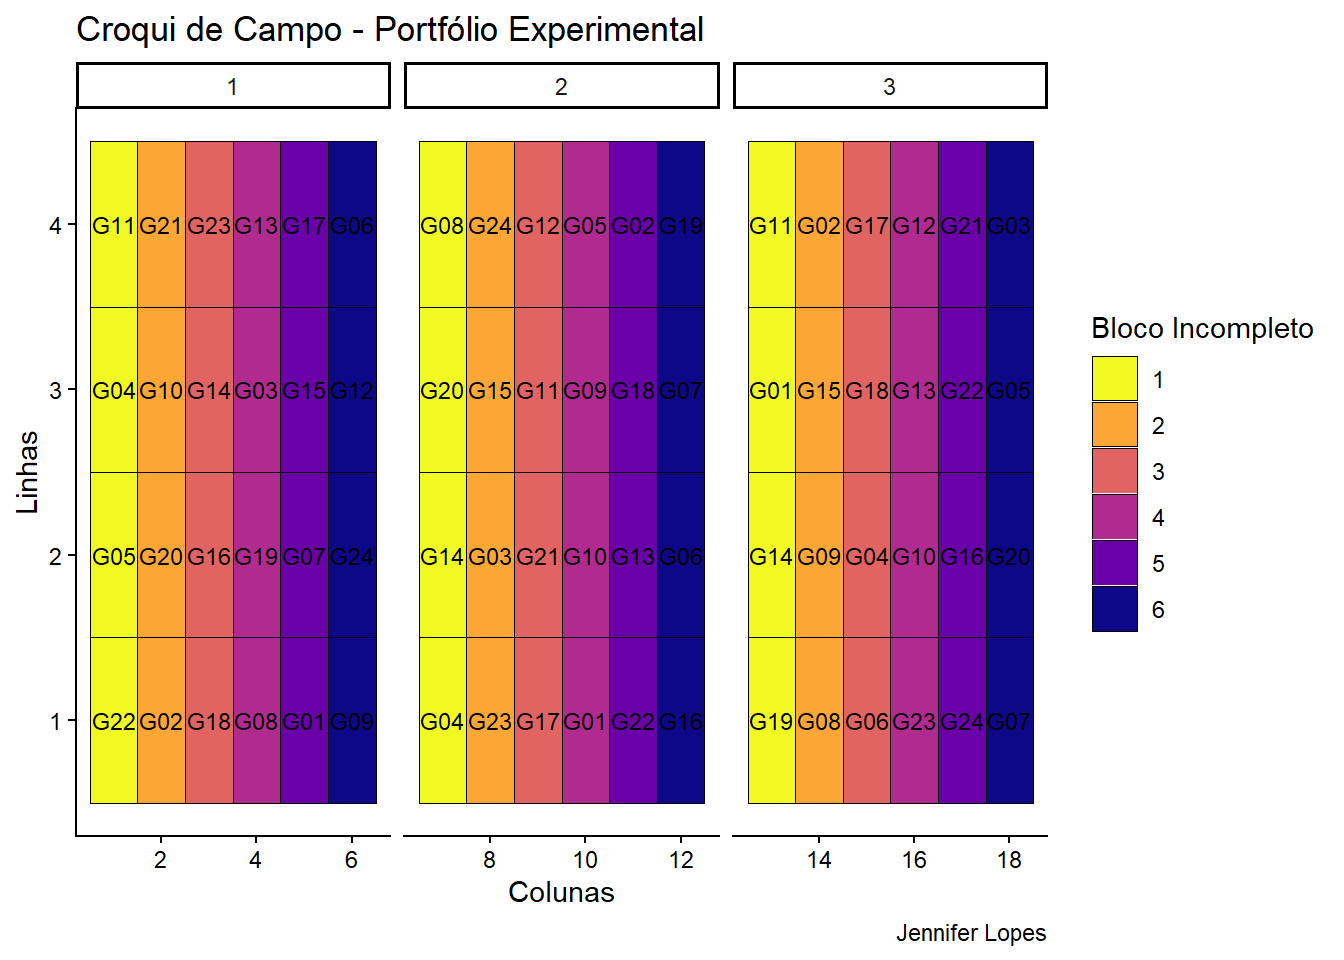 Croqui de Campo - Portfólio Experimental
1 2 3
4 G11 G21 G23 G13 G17 G06 G08 G24 G12 G05 G02 G19 G11 G02 G17 G12 G21 G03
Bloco Incompleto
1
3 G04 G10 G14 G03 G15 G12 G20 G15 G11 G09 G18 G07 G01 G15 G18 G13 G22 G05
2
Linhas
3
4
2 G05 G20 G16 G19 G07 G24 G14 G03 G21 G10 G13 G06 G14 G09 G04 G10 G16 G20
5
6
1 G22 G02 G18 G08 G01 G09 G04 G23 G17 G01 G22 G16 G19 G08 G06 G23 G24 G07
2 4 6 8 10 12 14 16 18
Colunas
Jennifer Lopes